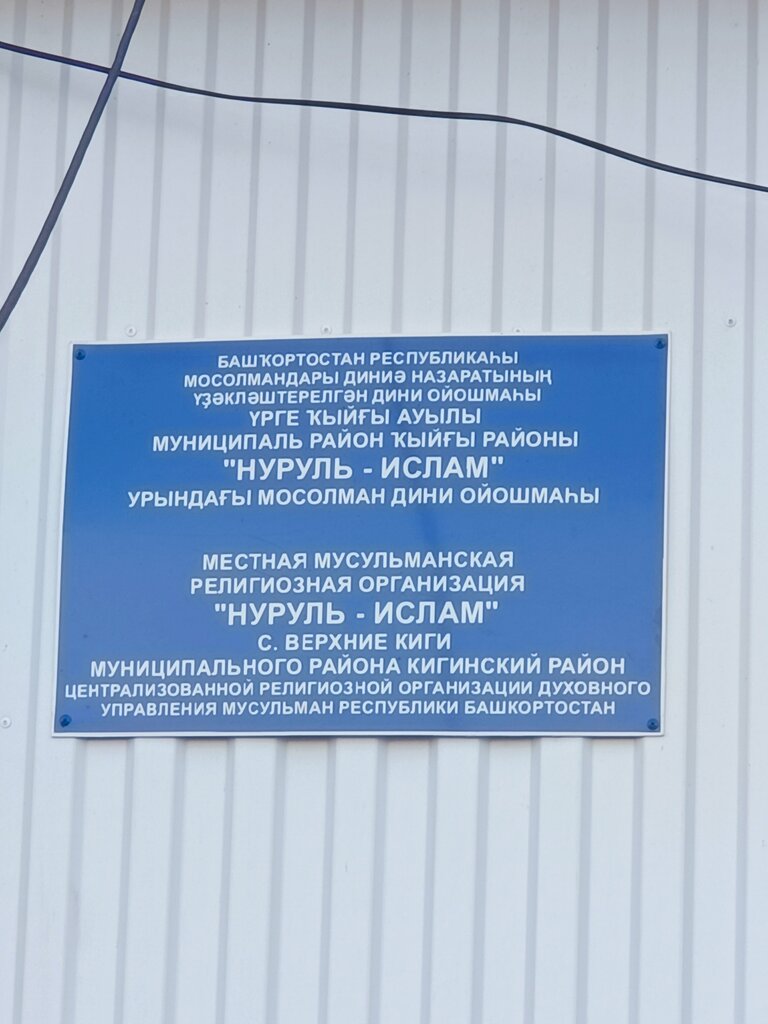 БАШҠОРТОСТАН РЕСПУБЛИКАҺЫ
МОСОЛМАНДАРЫ ДИНИӘ НАЗАРАТЫНЫҢ
ҮҘӘКЛӘШТЕРЕЛГӘН ДИНИ ОЙОШМАҺЫ
ҮРГЕ ҠЫЙҒЫ АУЫЛЫ
МУНИЦИПАЛЬ РАЙОН ҠЫЙҒЫ РАЙОНЫ
"НУРУЛЬ - ИСЛАМ"
УРЫНДАҒЫ МОСОЛМАН ДИНИ ОЙОШМАҺЫ
МЕСТНАЯ МУСУЛЬМАНСКАЯ
РЕЛИГИОЗНАЯ ОРГАНИЗАЦИЯ
"НУРУЛЬ - ИСЛАМ"
С. ВЕРХНИЕ КИГИ
МУНИЦИПАЛЬНОГО РАЙОНА КИГИНСКИЙ РАЙОН
ЦЕНТРАЛИЗОВАННОЙ РЕЛИГИОЗНОЙ ОРГАНИЗАЦИИ ДУХОВНОГО
УПРАВЛЕНИЯ МУСУЛЬМАН РЕСПУБЛИКИ БАШКОРТОСТАН